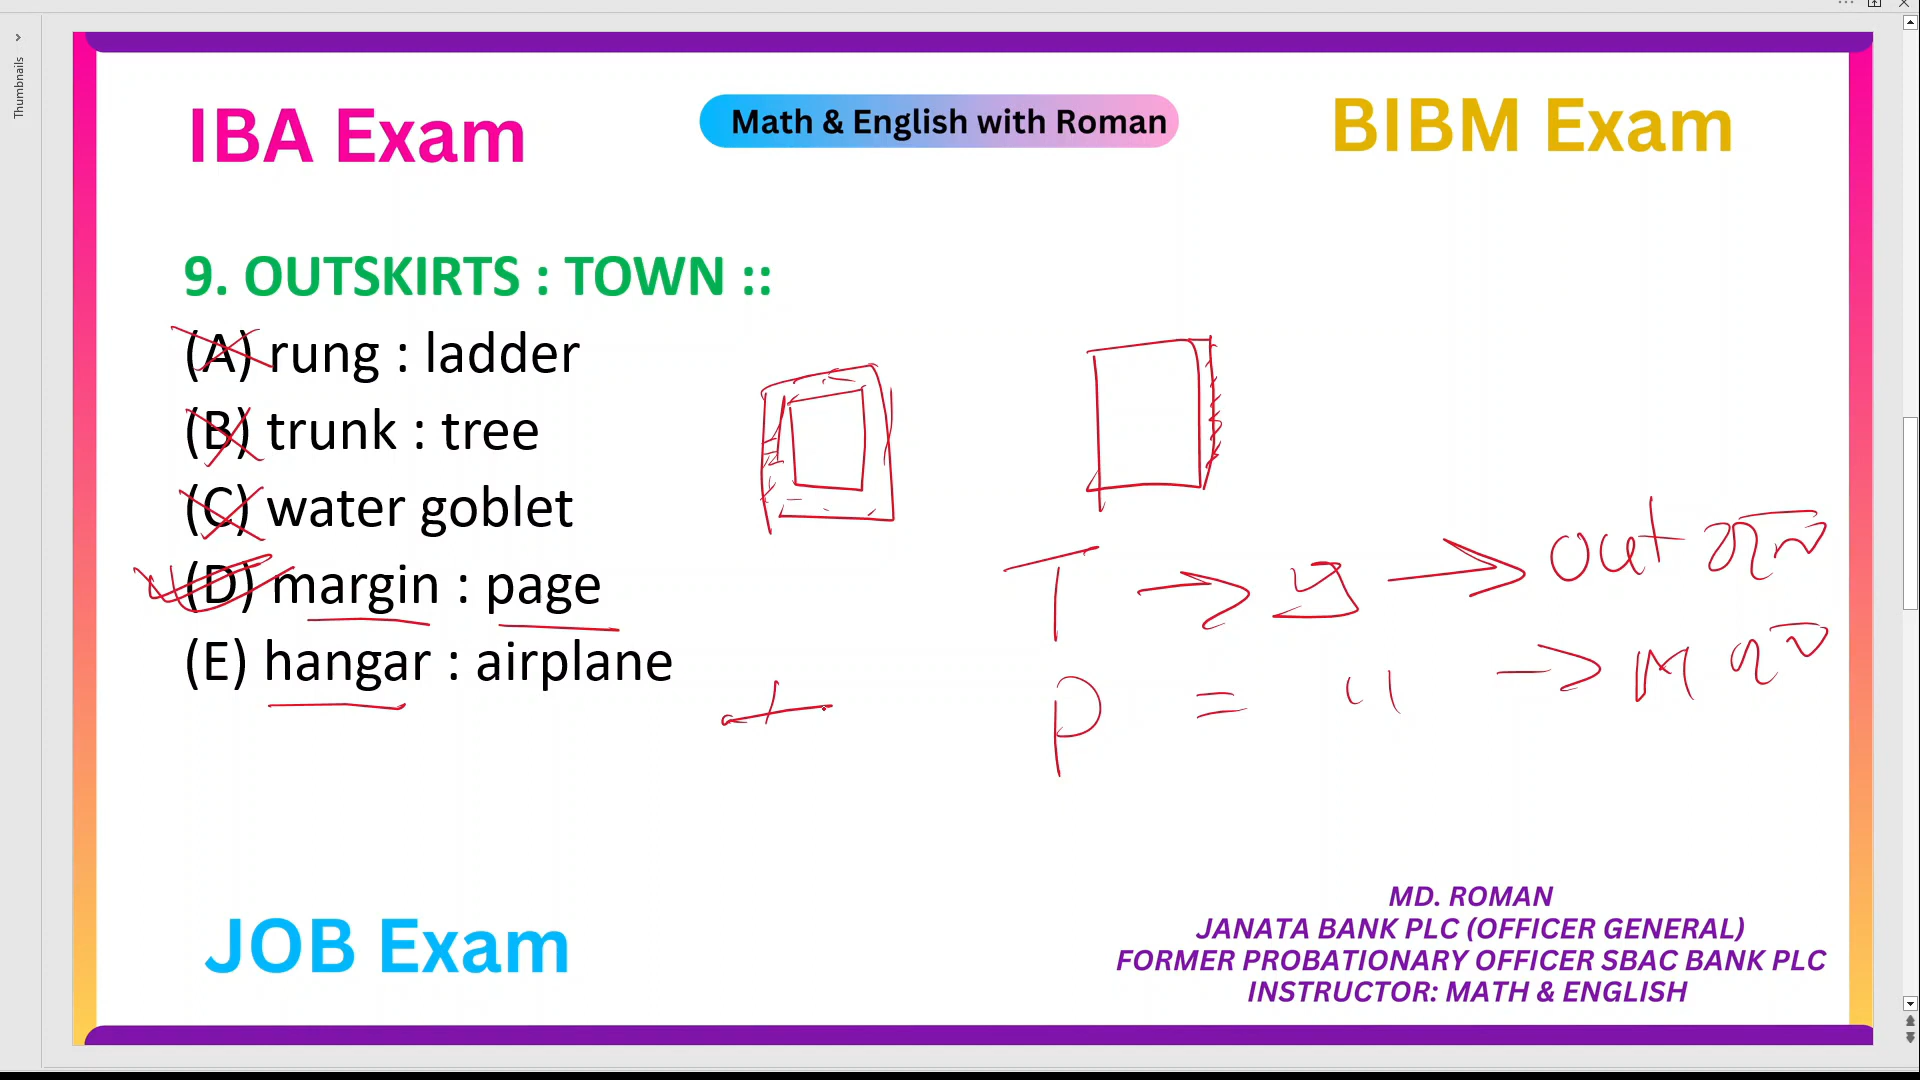 Thumbnails
IBA Exam
Math & English with Roman
BIBM Exam
9. OUTSKIRTS : TOWN ::
(A) rung : ladder
(B) trunk : tree
(C) water goblet
(D) margin : page
(E) hangar : airplane
T → → out
P = " → M
JOB Exam
MD. ROMAN
JANATA BANK PLC (OFFICER GENERAL)
FORMER PROBATIONARY OFFICER SBAC BANK PLC
INSTRUCTOR: MATH & ENGLISH